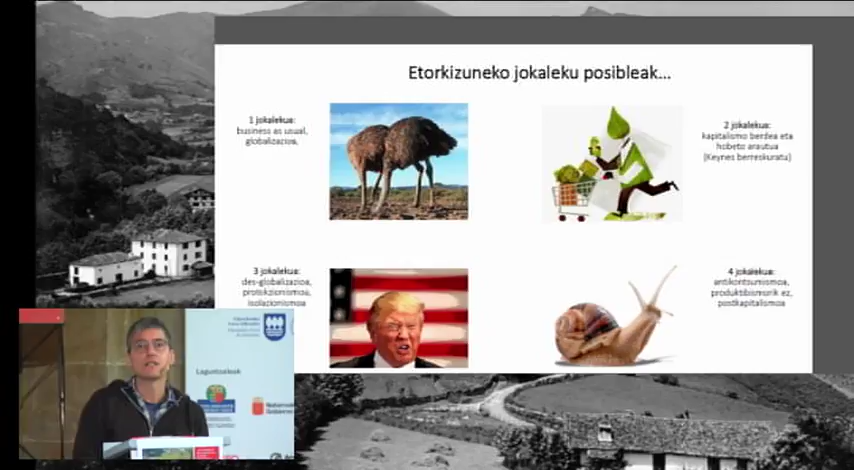 Etorkizuneko jokaleku posibleak...
1 jokalekua:
business as usual,
globalizazioa,
2 jokalekua:
kapitalismo berdea eta
hobeto arautua
(Keynes berreskuratu)
3 jokalekua:
des-globalizazioa,
protekzionismoa,
isolazionismoa
4 jokalekua:
antikontsumismoa,
produktibismorik ez,
postkapitalismoa
Laguntzaileak